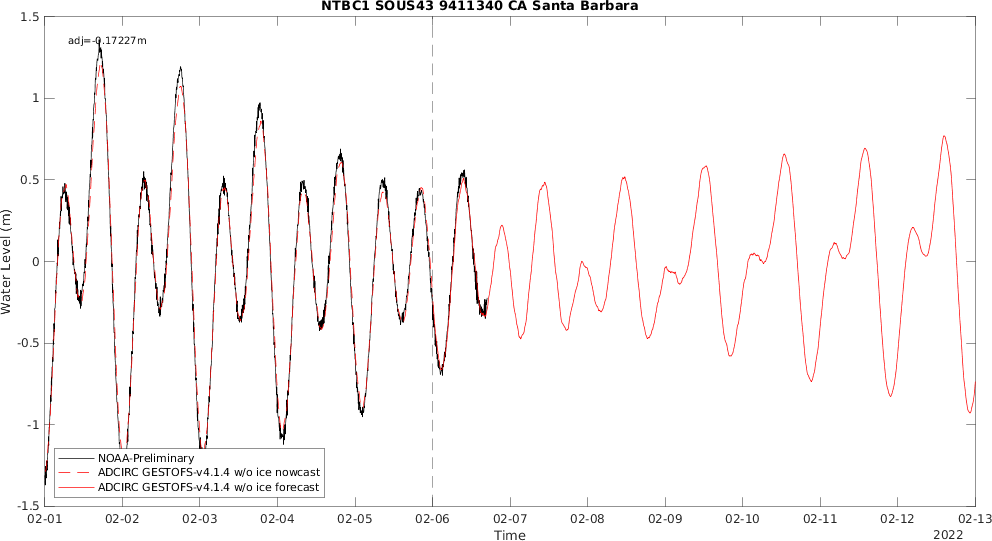 NTBC1 SOUS43 9411340 CA Santa Barbara
adj=-0.17227m
1.5
1
0.5
0
-0.5
-1
-1.5
Water Level (m)
NOAA-Preliminary
ADCIRC GESTOFS-v4.1.4 w/o ice nowcast
ADCIRC GESTOFS-v4.1.4 w/o ice forecast
02-01 02-02 02-03 02-04 02-05 02-06 02-07 02-08 02-09 02-10 02-11 02-12 02-13
Time
2022